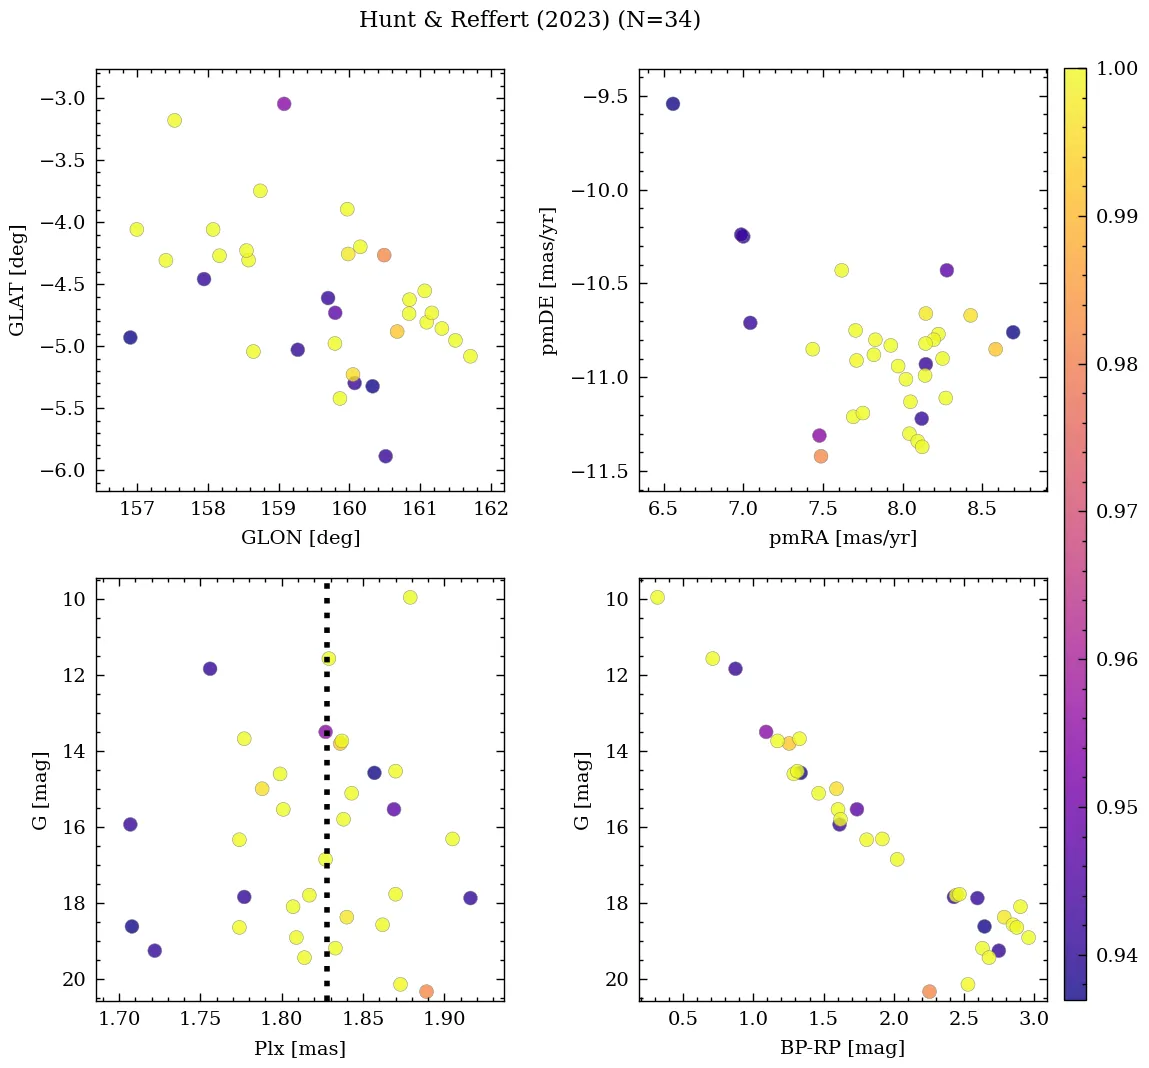 Hunt & Reffert (2023) (N=34)
−3.0
−3.5
−4.0
−4.5
−5.0
−5.5
−6.0
GLAT [deg]
157 158 159 160 161 162
GLON [deg]
−9.5
−10.0
−10.5
−11.0
−11.5
pmDE [mas/yr]
6.5 7.0 7.5 8.0 8.5
pmRA [mas/yr]
10
12
14
16
18
20
G [mag]
1.70 1.75 1.80 1.85 1.90
Plx [mas]
10
12
14
16
18
20
G [mag]
0.5 1.0 1.5 2.0 2.5 3.0
BP-RP [mag]
1.00
0.99
0.98
0.97
0.96
0.95
0.94